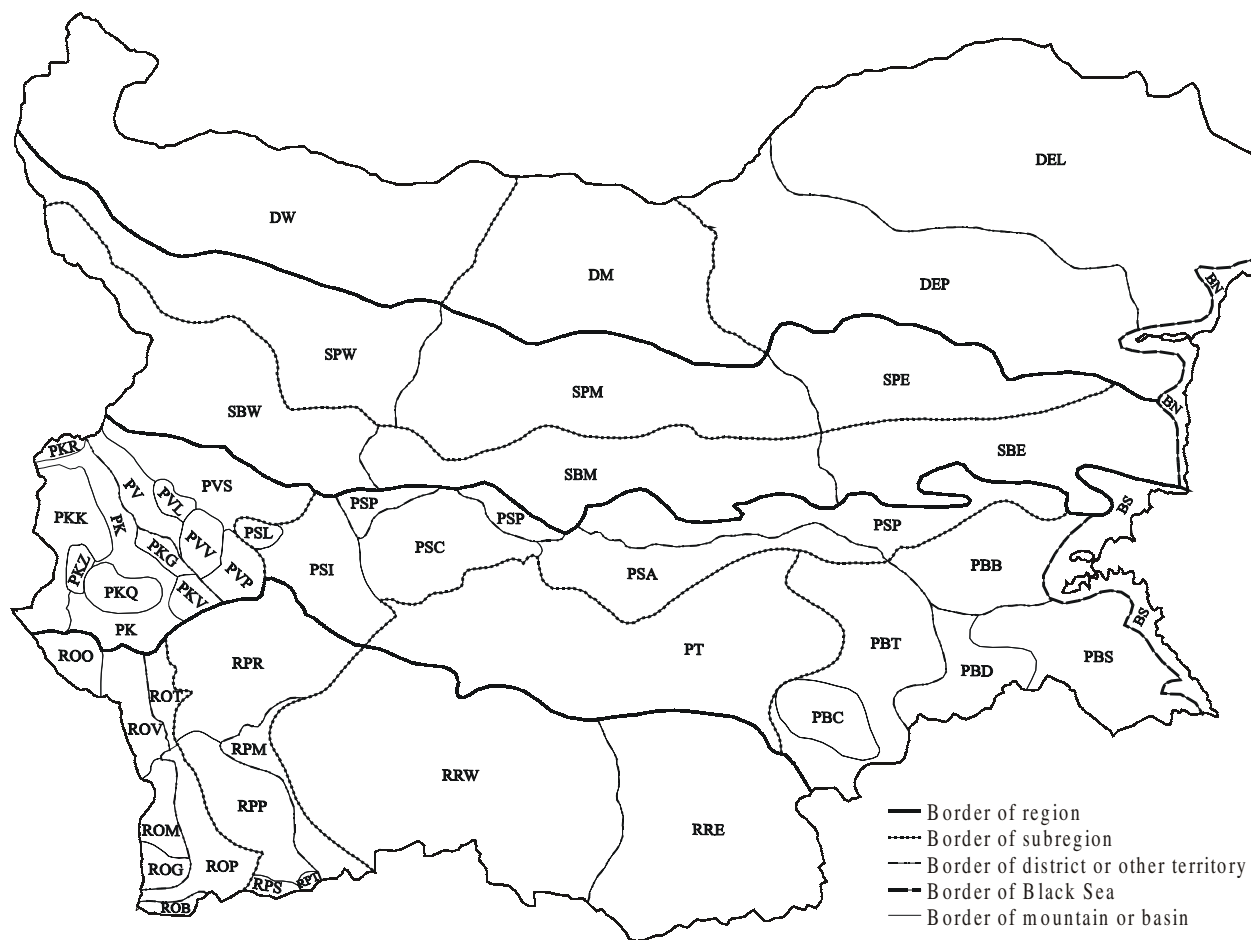 DEL
DW
DM
DEP
BN
SPW
SPM
SPE
BN
SBW
SBM
SBE
PKR
PV
PVL
PVS
PSP
PSP
PSP
BS
PKK
PK
PSL
PKG
PVV
PSC
PSI
PSA
PBB
PKZ
PVP
PKQ
PKV
PK
BS
ROO
RPR
PT
PBT
PBD
PBS
ROT
ROV
RPM
PBC
RRW
RPP
RRE
ROM
ROG
ROP
RPS
RPT
ROB
Border of region
Border of subregion
Border of district or other territory
Border of Black Sea
Border of mountain or basin